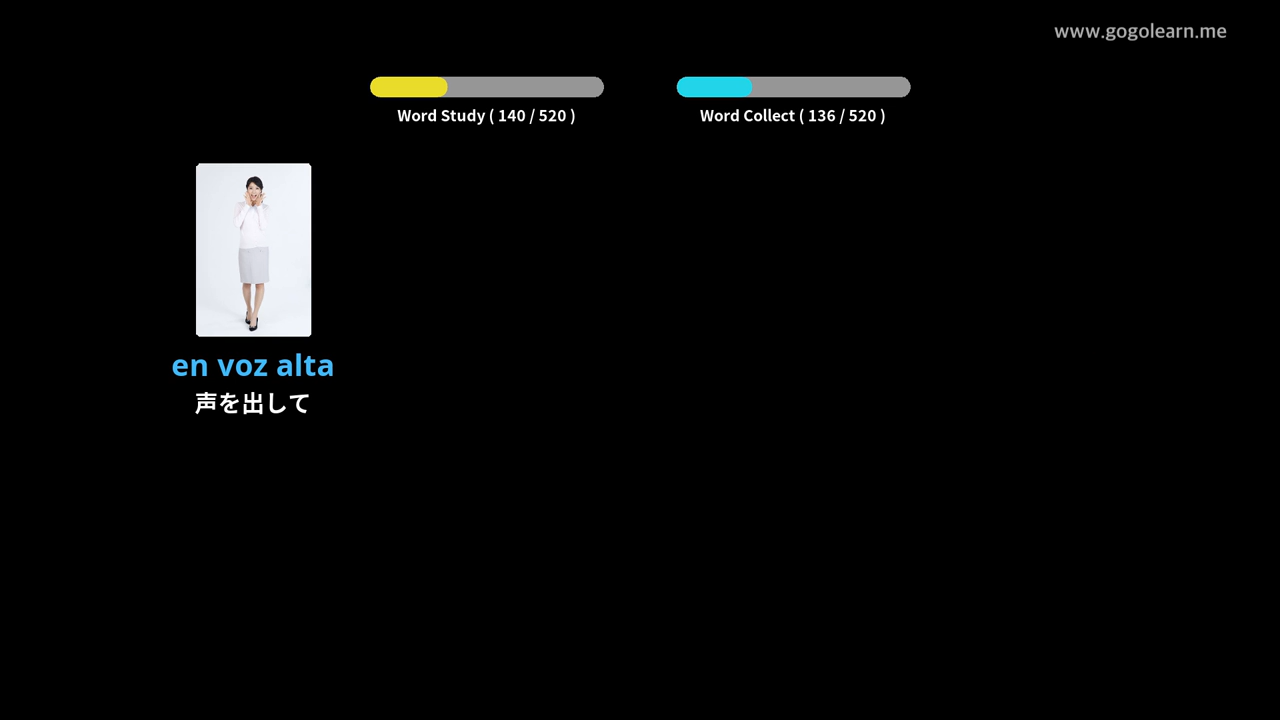 www.gogolearn.me
Word Study ( 140 / 520 )
Word Collect ( 136 / 520 )
en voz alta
声を出して